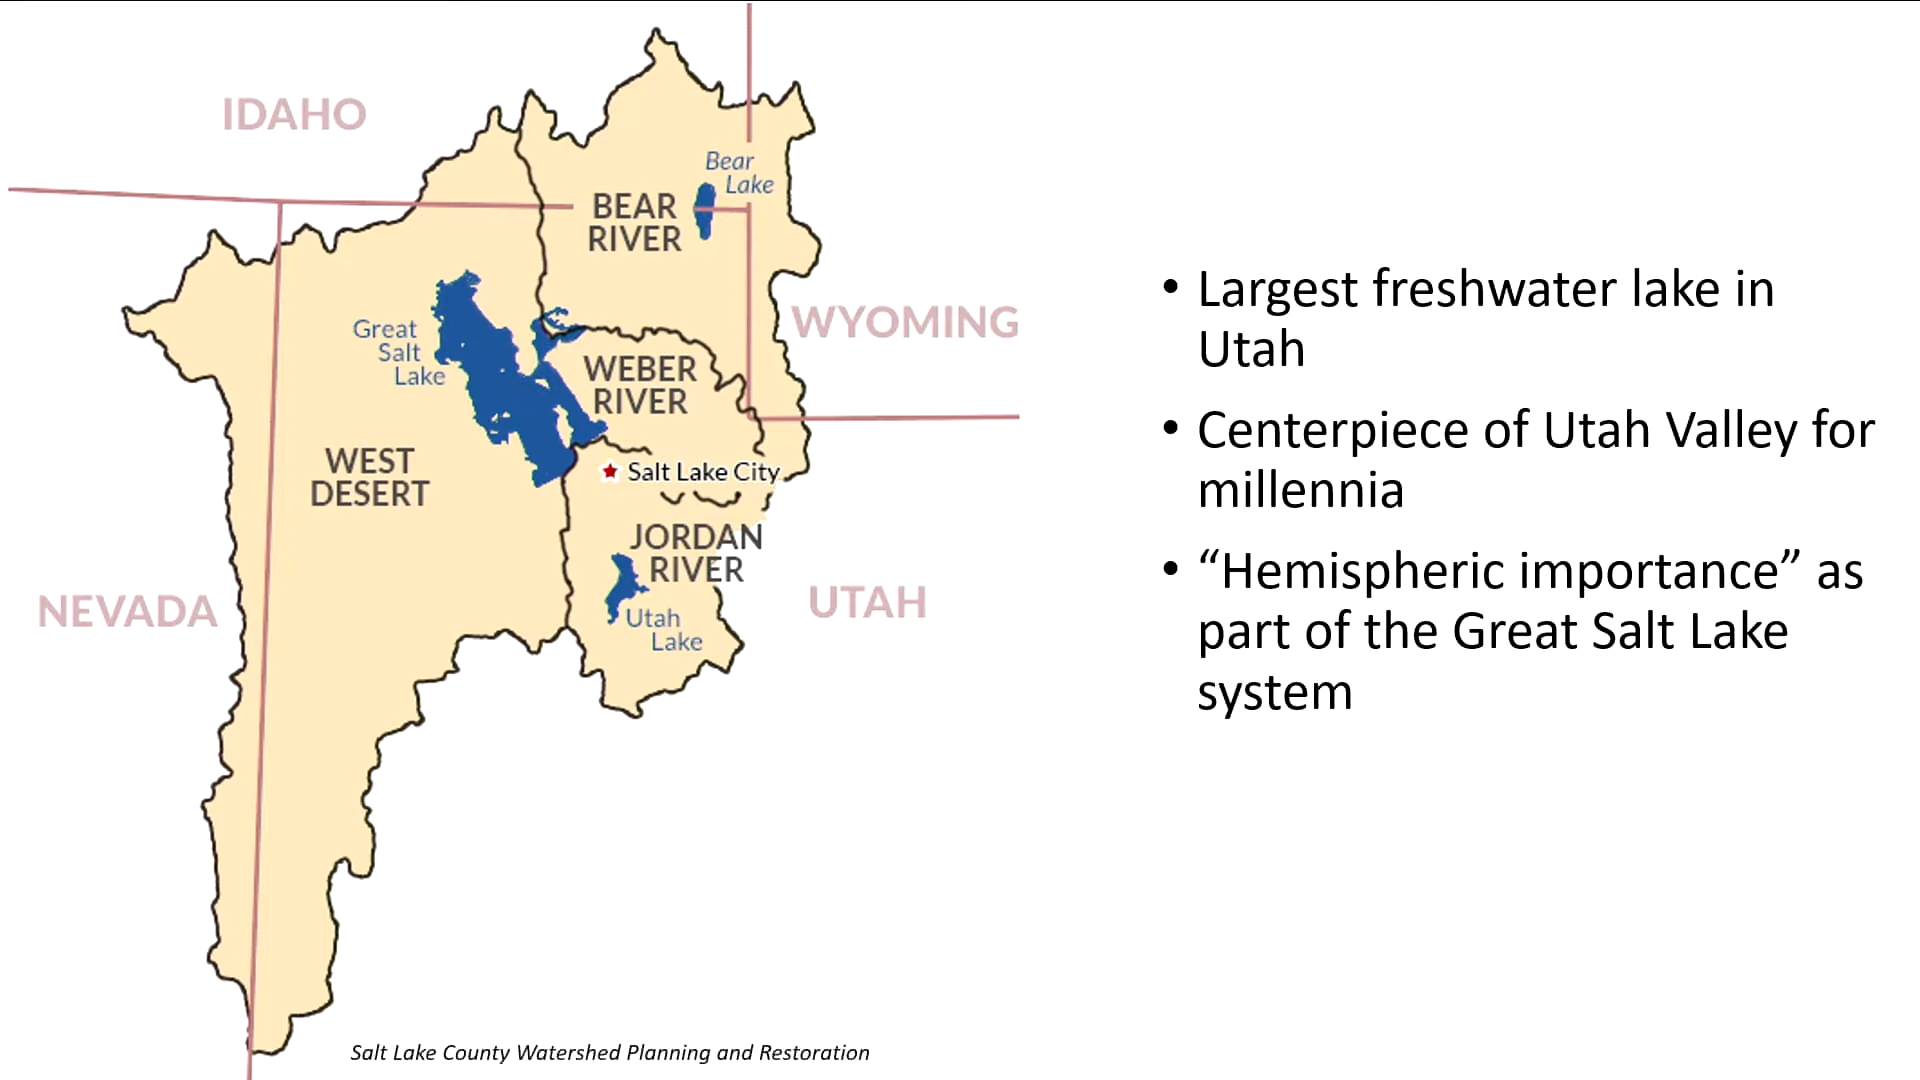 IDAHO
Bear
Lake
BEAR
RIVER
Great
Salt
Lake
WYOMING
WEBER
RIVER
WEST
DESERT
Salt Lake City
JORDAN
RIVER
NEVADA
UTAH
Utah
Lake
Salt Lake County Watershed Planning and Restoration
• Largest freshwater lake in
Utah
• Centerpiece of Utah Valley for
millennia
• “Hemispheric importance” as
part of the Great Salt Lake
system